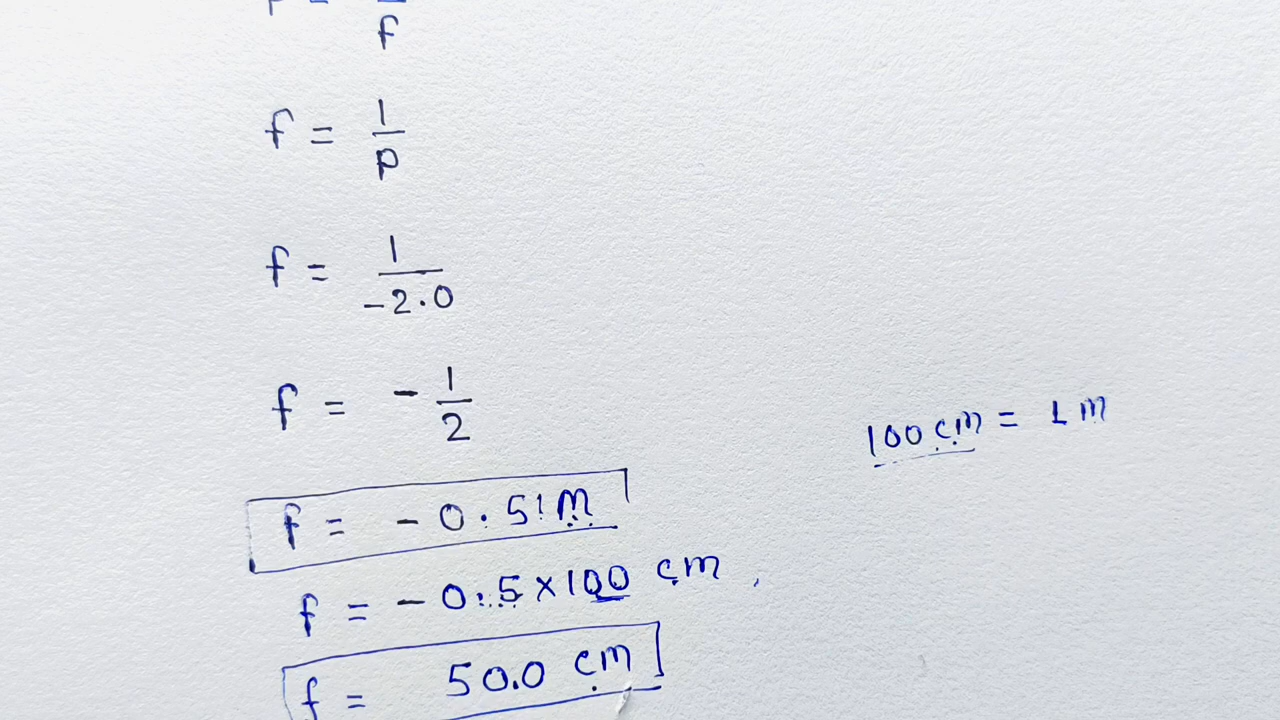 f
f = 1/p
f = 1/-2.0
f = - 1/2
f = - 0.5 m
100 cm = 1 m
f = - 0.5 × 100 cm
f = 50.0 cm